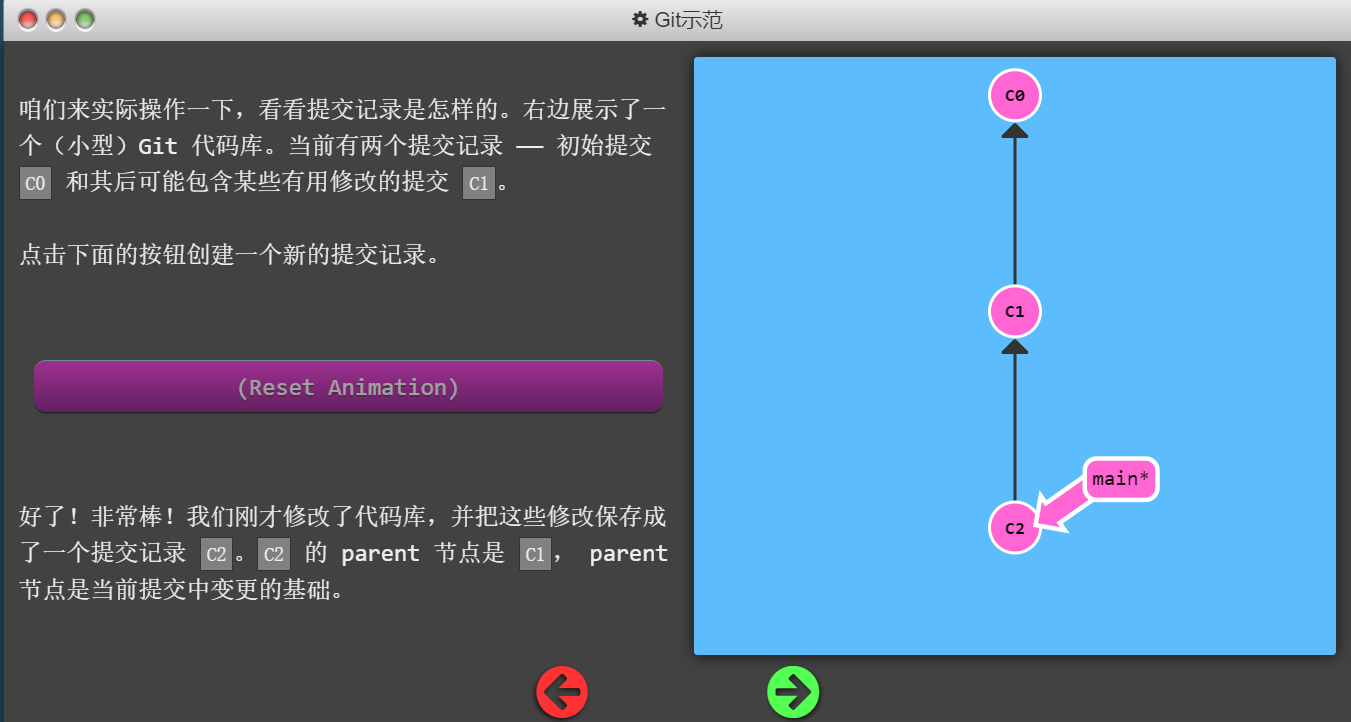 Git示范
咱们来实际操作一下，看看提交记录是怎样的。右边展示了一
个（小型）Git 代码库。当前有两个提交记录 —— 初始提交
C0 和其后可能包含某些有用修改的提交 C1。
点击下面的按钮创建一个新的提交记录。
(Reset Animation)
好了！非常棒！我们刚才修改了代码库，并把这些修改保存成
了一个提交记录 C2。C2 的 parent 节点是 C1， parent
节点是当前提交中变更的基础。
C0
C1
main*
C2